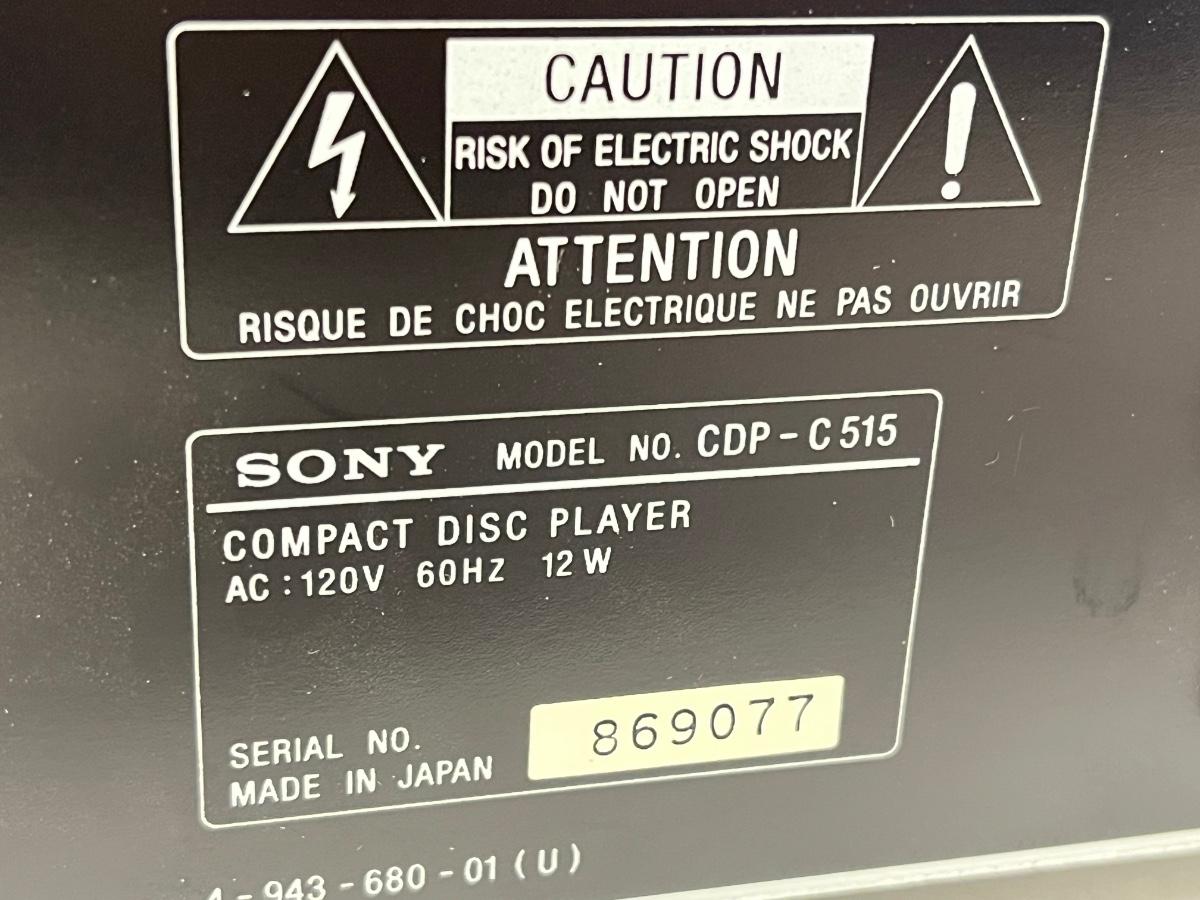 CAUTION
RISK OF ELECTRIC SHOCK
DO NOT OPEN
ATTENTION
RISQUE DE CHOC ELECTRIQUE NE PAS OUVRIR
SONY MODEL NO. CDP-C515
COMPACT DISC PLAYER
AC:120V 60HZ 12W
SERIAL NO. 869077
MADE IN JAPAN
4-943-680-01(U)